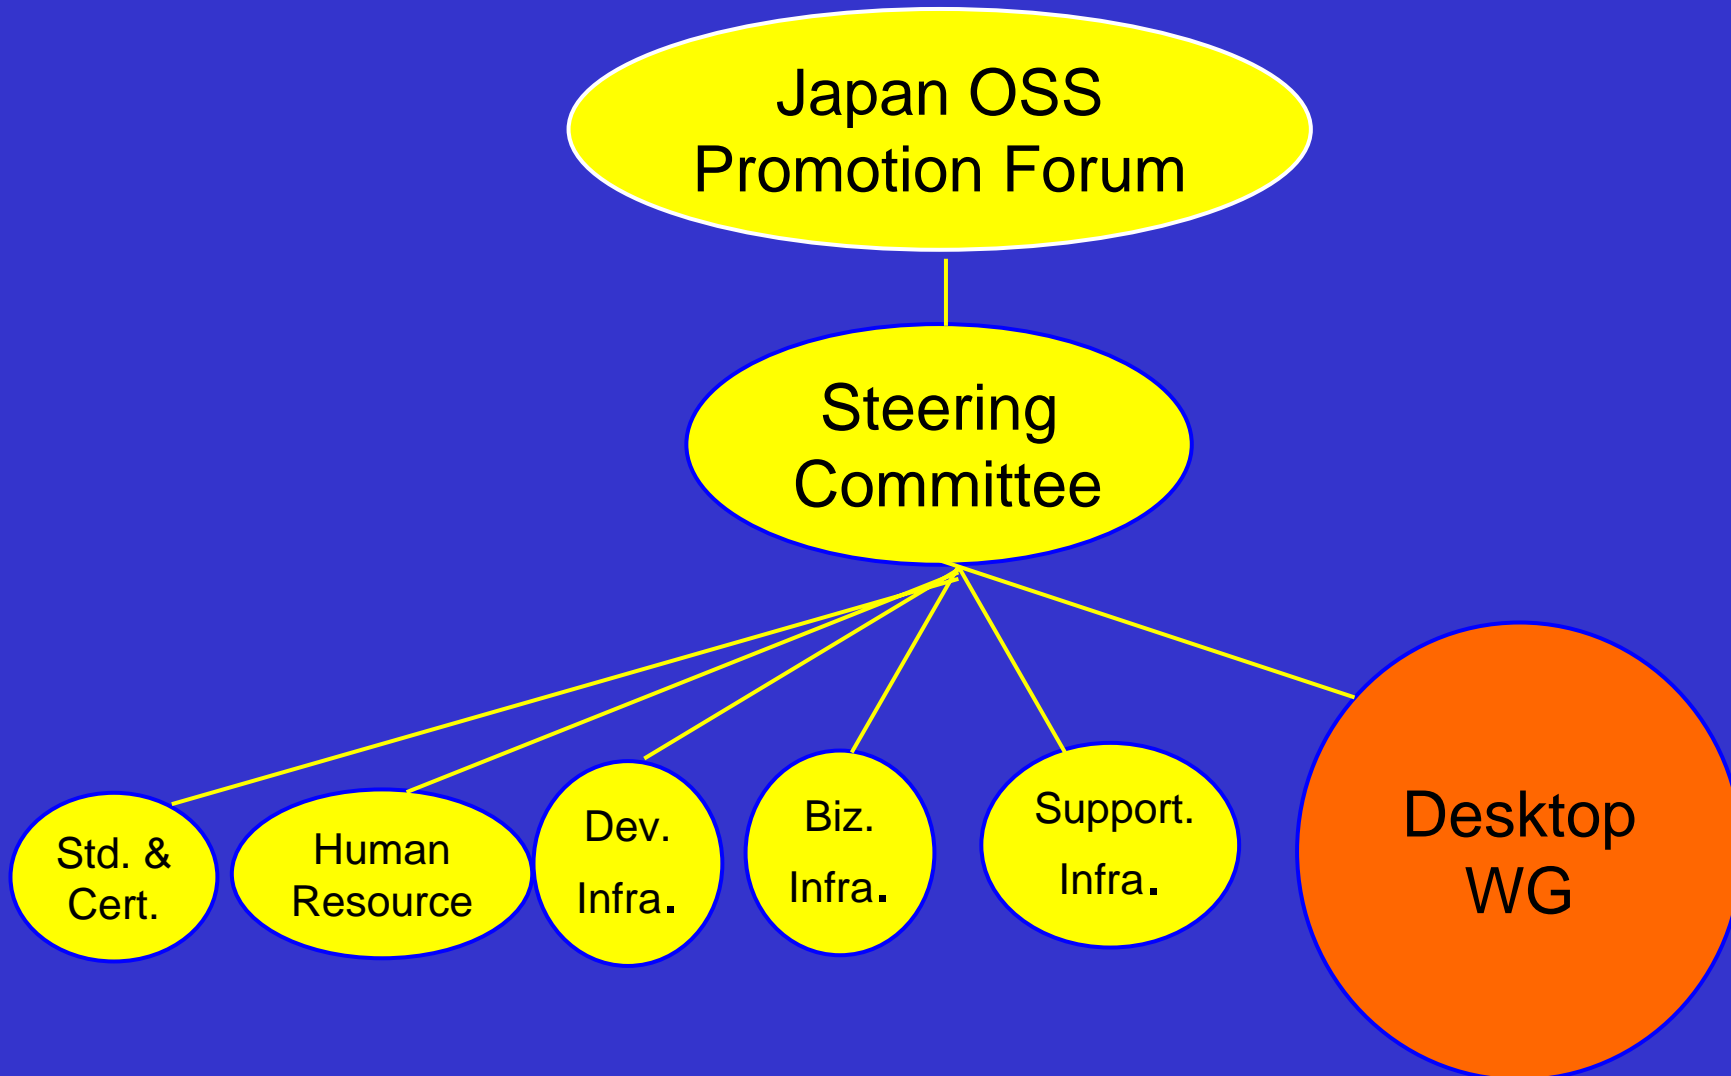 Japan OSS
Promotion Forum
Steering
Committee
Std. &
Cert.
Human
Resource
Dev.
Infra.
Biz.
Infra.
Support.
Infra.
Desktop
WG